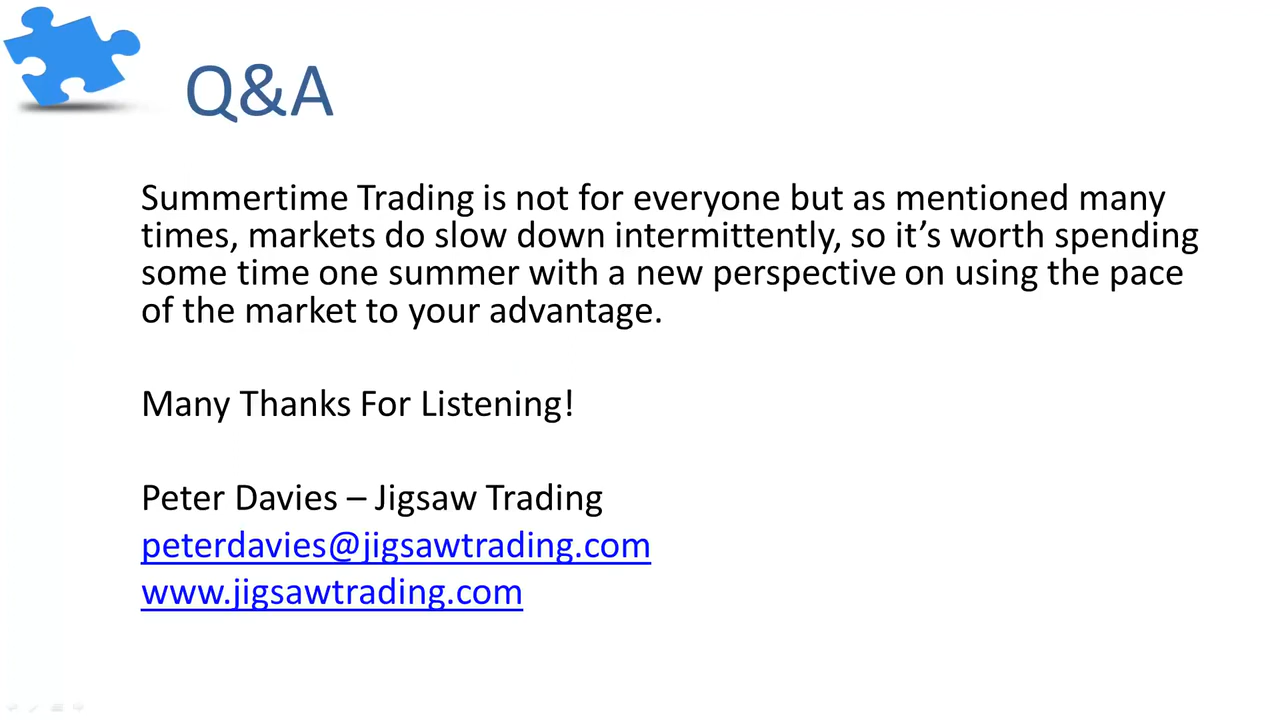 Q&A
Summertime Trading is not for everyone but as mentioned many
times, markets do slow down intermittently, so it’s worth spending
some time one summer with a new perspective on using the pace
of the market to your advantage.
Many Thanks For Listening!
Peter Davies – Jigsaw Trading
peterdavies@jigsawtrading.com
www.jigsawtrading.com